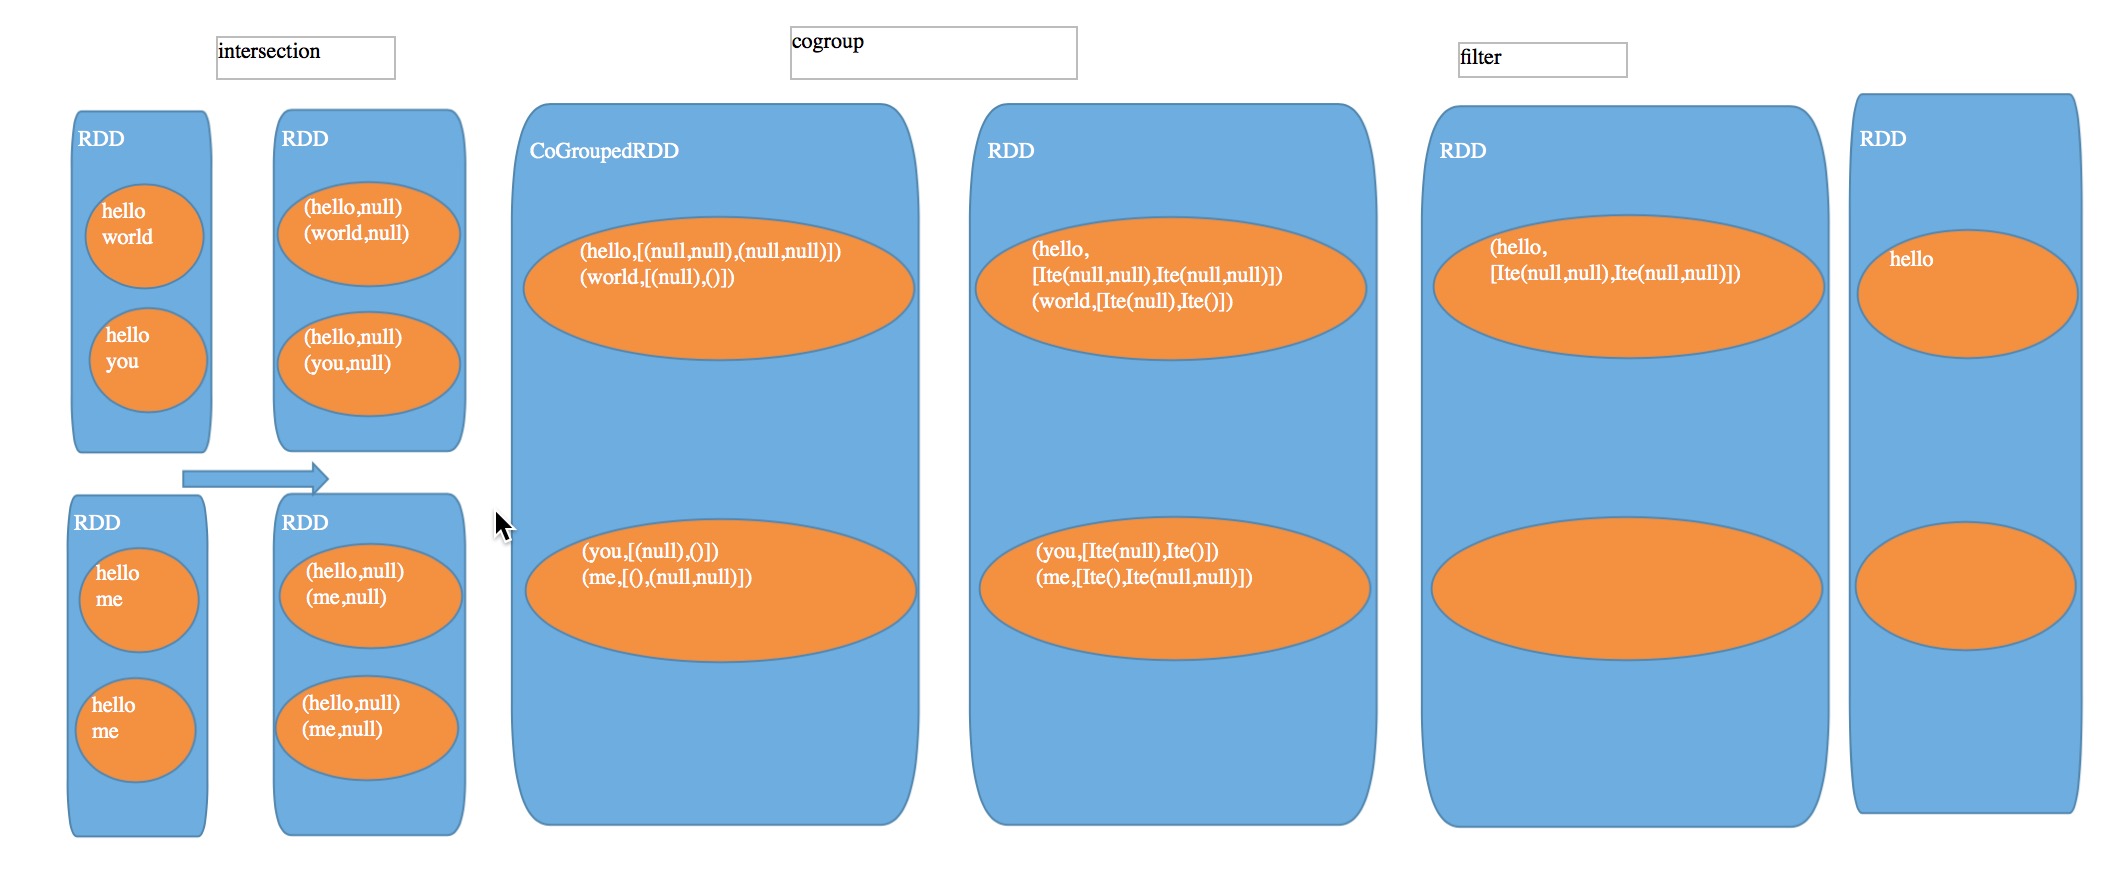 intersection
cogroup
filter
RDD
hello
world
hello
you
RDD
(hello,null)
(world,null)
(hello,null)
(you,null)
RDD
hello
me
hello
me
RDD
(hello,null)
(me,null)
(hello,null)
(me,null)
CoGroupedRDD
(hello,[(null,null),(null,null)])
(world,[(null),()])
(you,[(null),()])
(me,[(),(null,null)])
RDD
(hello,
[Ite(null,null),Ite(null,null)])
(world,[Ite(null),Ite()])
(you,[Ite(null),Ite()])
(me,[Ite(),Ite(null,null)])
RDD
(hello,
[Ite(null,null),Ite(null,null)])
RDD
hello